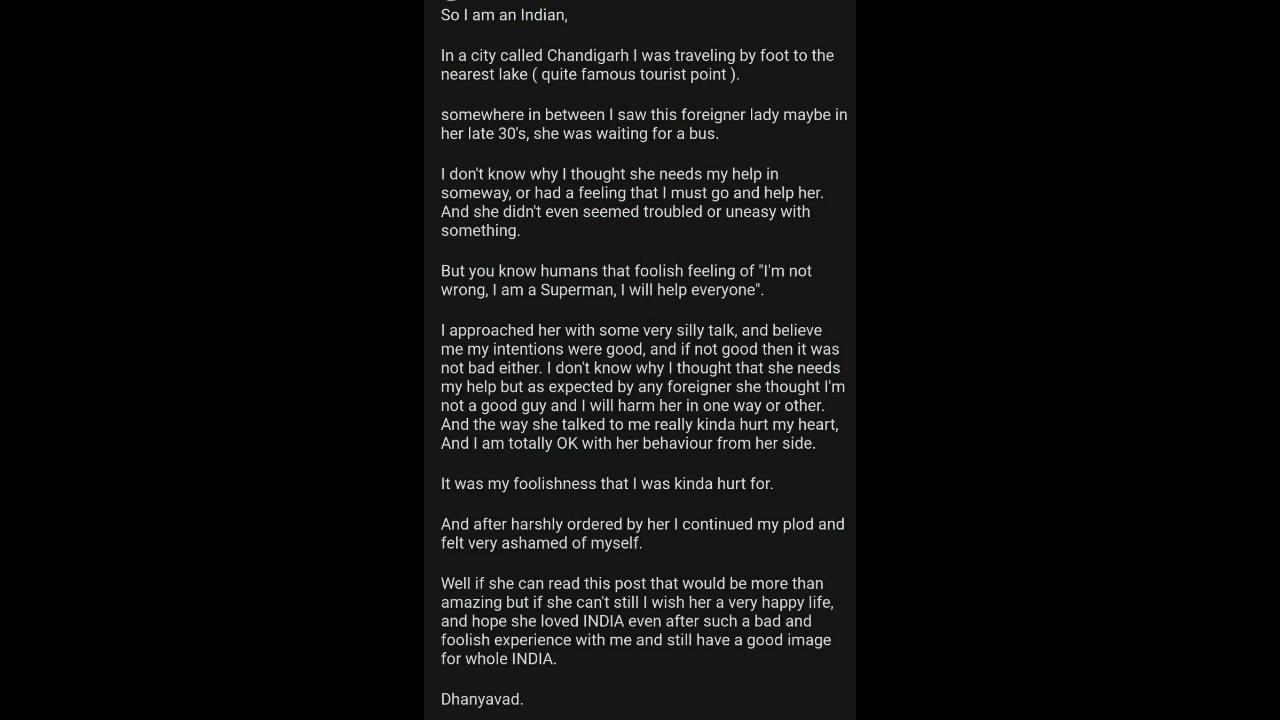 So I am an Indian,
In a city called Chandigarh I was traveling by foot to the
nearest lake ( quite famous tourist point ).
somewhere in between I saw this foreigner lady maybe in
her late 30's, she was waiting for a bus.
I don't know why I thought she needs my help in
someway, or had a feeling that I must go and help her.
And she didn't even seemed troubled or uneasy with
something.
But you know humans that foolish feeling of "I'm not
wrong, I am a Superman, I will help everyone".
I approached her with some very silly talk, and believe
me my intentions were good, and if not good then it was
not bad either. I don't know why I thought that she needs
my help but as expected by any foreigner she thought I'm
not a good guy and I will harm her in one way or other.
And the way she talked to me really kinda hurt my heart,
And I am totally OK with her behaviour from her side.
It was my foolishness that I was kinda hurt for.
And after harshly ordered by her I continued my plod and
felt very ashamed of myself.
Well if she can read this post that would be more than
amazing but if she can't still I wish her a very happy life,
and hope she loved INDIA even after such a bad and
foolish experience with me and still have a good image
for whole INDIA.
Dhanyavad.